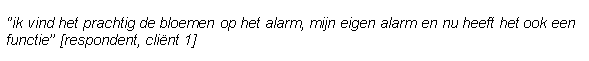 “ik vind het prachtig de bloemen op het alarm, mijn eigen alarm en nu heeft het ook een
functie” [respondent, cliënt 1]